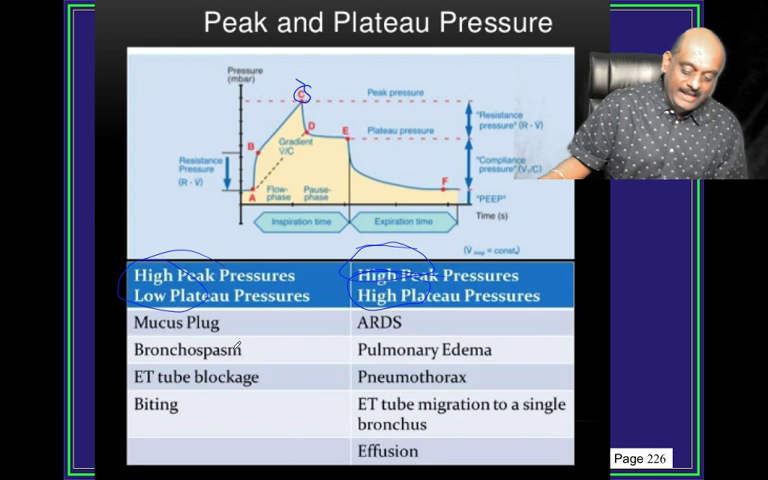 Peak and Plateau Pressure
Pressure
(mbar)
C
Peak pressure
D
E
Plateau pressure
"Resistance
pressure" (R · V̇)
B
Gradient
V̇/C
Resistance
Pressure
(R · V̇)
"Compliance
pressure"
A
Flow-
phase
Pause-
phase
F
"PEEP"
Time (s)
Inspiration time
Expiration time
= const.)
High Peak Pressures
Low Plateau Pressures
High Peak Pressures
High Plateau Pressures
Mucus Plug
ARDS
Bronchospasm
Pulmonary Edema
ET tube blockage
Pneumothorax
Biting
ET tube migration to a single
bronchus
Effusion
Page 226